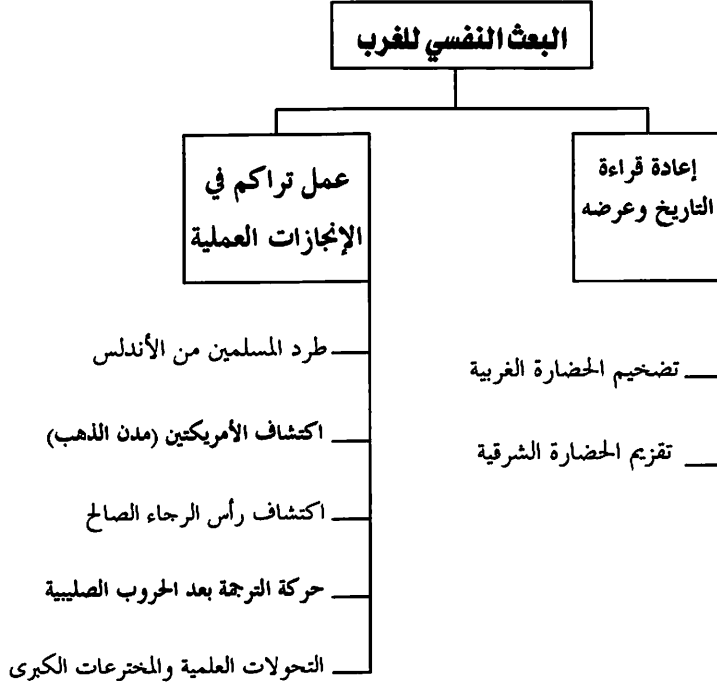 البعث النفسي للغرب
إعادة قراءة
التاريخ وعرضه
تضخيم الحضارة الغربية
تقزيم الحضارة الشرقية
عمل تراكم في
الإنجازات العملية
طرد المسلمين من الأندلس
اكتشاف الأمريكتين (مدن الذهب)
اكتشاف رأس الرجاء الصالح
حركة الترجمة بعد الحروب الصليبية
التحولات العلمية والمخترعات الكبرى